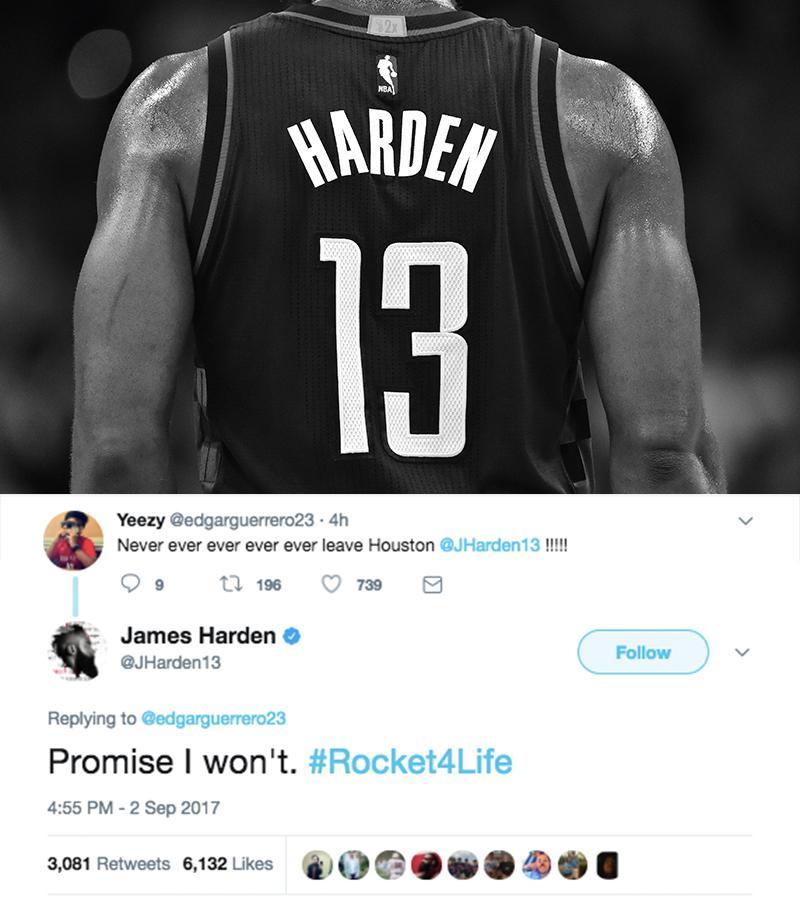 2x
NBA
HARDEN
13
Yeezy @edgarguerrero23 · 4h
Never ever ever ever ever leave Houston @JHarden13 !!!!!
9 196 739
James Harden
@JHarden13
Follow
Replying to @edgarguerrero23
Promise I won't. #Rocket4Life
4:55 PM - 2 Sep 2017
3,081 Retweets 6,132 Likes